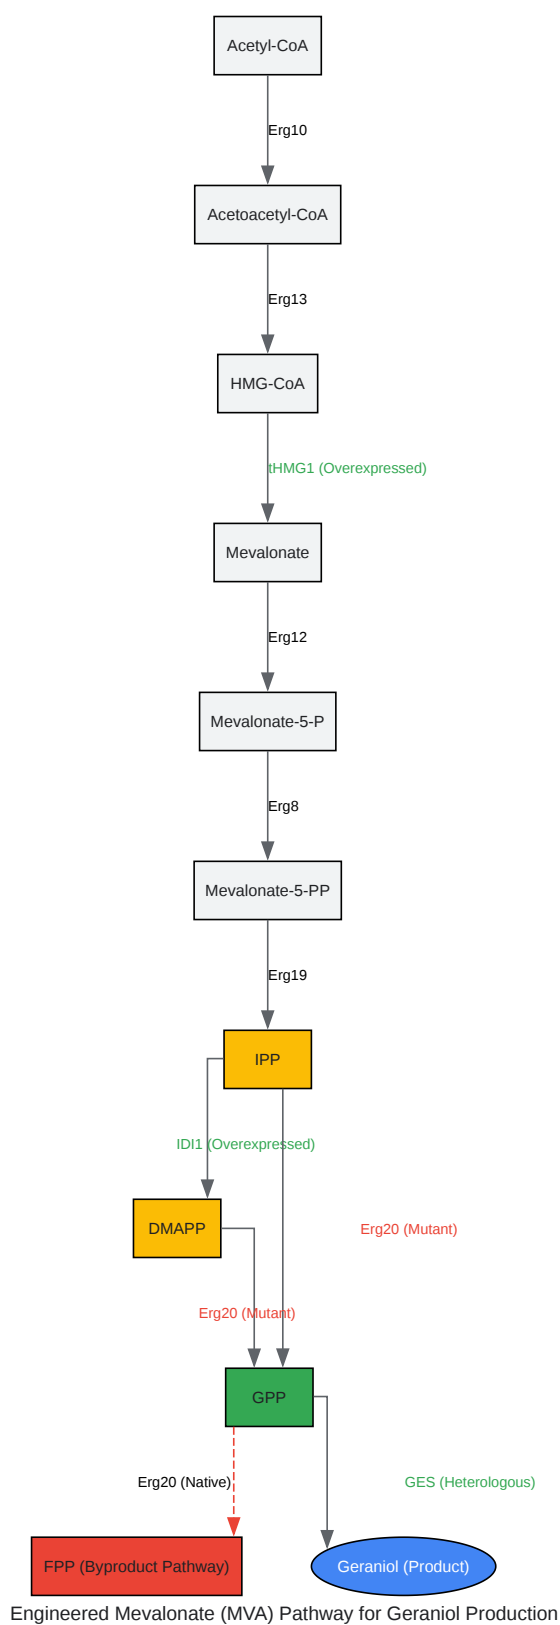 Acetyl-CoA
Erg10
Acetoacetyl-CoA
Erg13
HMG-CoA
tHMG1 (Overexpressed)
Mevalonate
Erg12
Mevalonate-5-P
Erg8
Mevalonate-5-PP
Erg19
IPP
IDI1 (Overexpressed)
DMAPP
Erg20 (Mutant)
Erg20 (Mutant)
GPP
Erg20 (Native)
GES (Heterologous)
FPP (Byproduct Pathway)
Geraniol (Product)
Engineered Mevalonate (MVA) Pathway for Geraniol Production